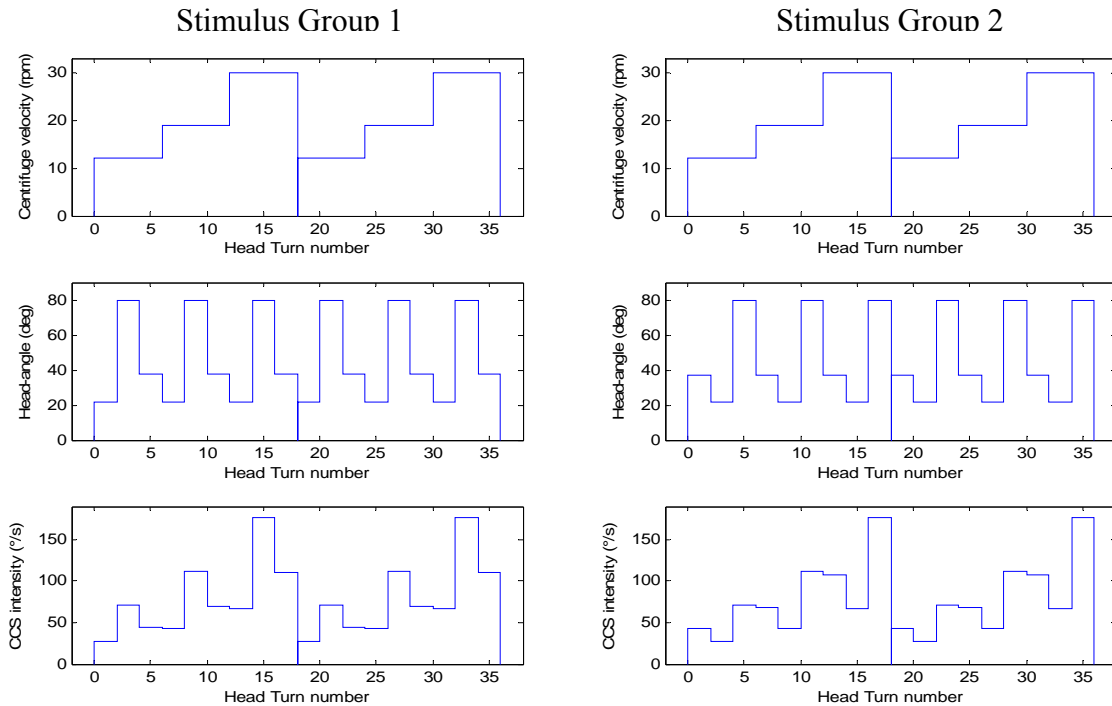 Stimulus Group 1
Stimulus Group 2
Centrifuge velocity (rpm)
30
20
10
0
0 5 10 15 20 25 30 35
Head Turn number
Centrifuge velocity (rpm)
30
20
10
0
0 5 10 15 20 25 30 35
Head Turn number
Head-angle (deg)
80
60
40
20
0
0 5 10 15 20 25 30 35
Head Turn number
Head-angle (deg)
80
60
40
20
0
0 5 10 15 20 25 30 35
Head Turn number
CCS intensity (°/s)
150
100
50
0
0 5 10 15 20 25 30 35
Head Turn number
CCS intensity (°/s)
150
100
50
0
0 5 10 15 20 25 30 35
Head Turn number